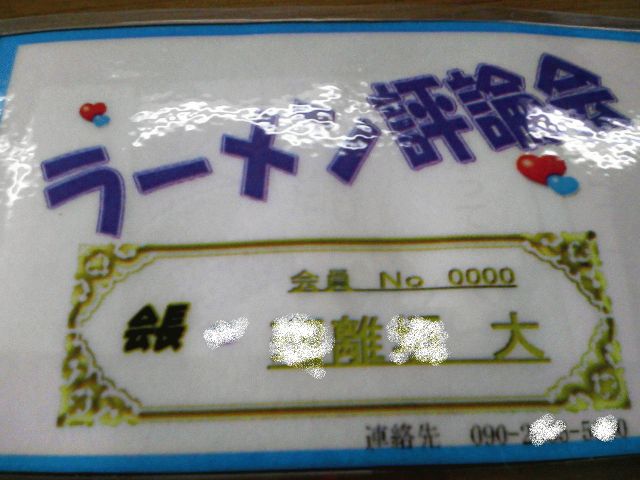 ラーメン評論会
会員 No 0000
会長 離 大
連絡先 090-2